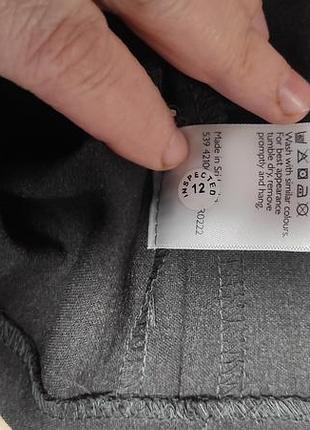 Wash with similar colours.
For best appearance
tumble dry, remove
promptly and hang.
Made in Sri
539 4210
30222
INSPECTED
12